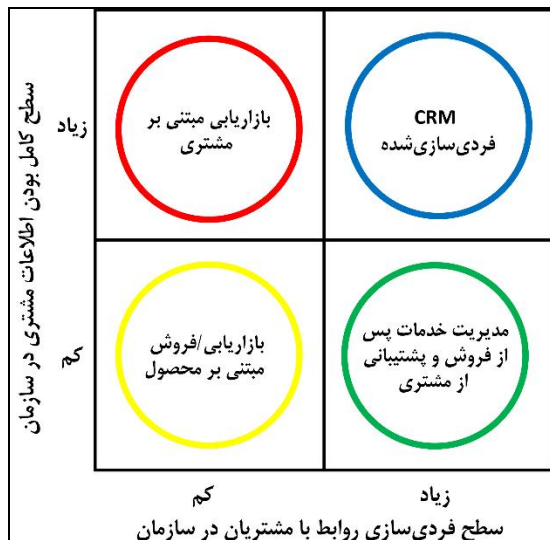 سطح کامل بودن اطلاعات مشتری در سازمان
زیاد
کم
CRM
فردی‌سازی‌شده
بازاریابی مبتنی بر
مشتری
مدیریت خدمات پس
از فروش و پشتیبانی
از مشتری
بازاریابی/فروش
مبتنی بر محصول
زیاد
کم
سطح فردی‌سازی روابط با مشتریان در سازمان